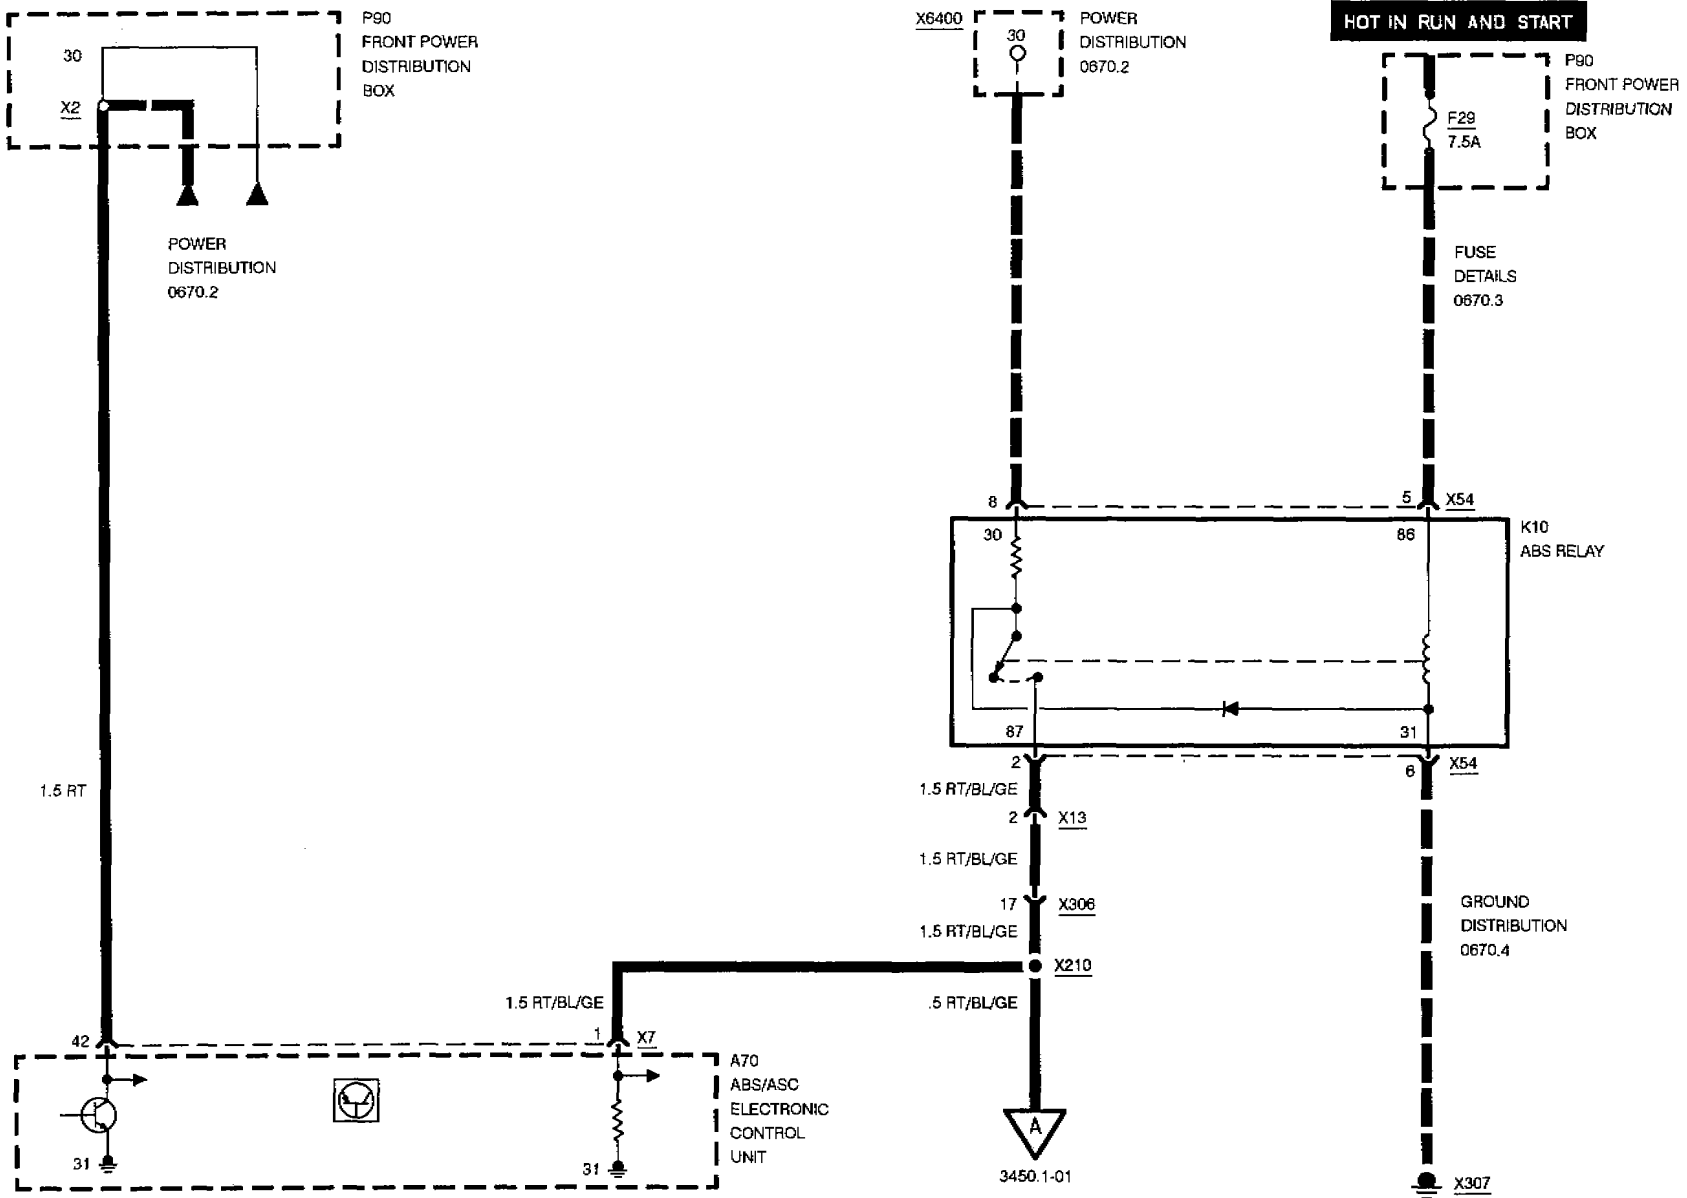 P90
FRONT POWER
DISTRIBUTION
BOX
30
X2
POWER
DISTRIBUTION
0670.2
X6400
30
POWER
DISTRIBUTION
0670.2
HOT IN RUN AND START
P90
FRONT POWER
DISTRIBUTION
BOX
F29
7.5A
FUSE
DETAILS
0670.3
8
5
X54
30
86
K10
ABS RELAY
87
31
2
6
X54
1.5 RT
1.5 RT/BL/GE
2
X13
1.5 RT/BL/GE
17
X306
1.5 RT/BL/GE
X210
GROUND
DISTRIBUTION
0670.4
1.5 RT/BL/GE
.5 RT/BL/GE
42
1
X7
A70
ABS/ASC
ELECTRONIC
CONTROL
UNIT
31
31
A
3450.1-01
X307